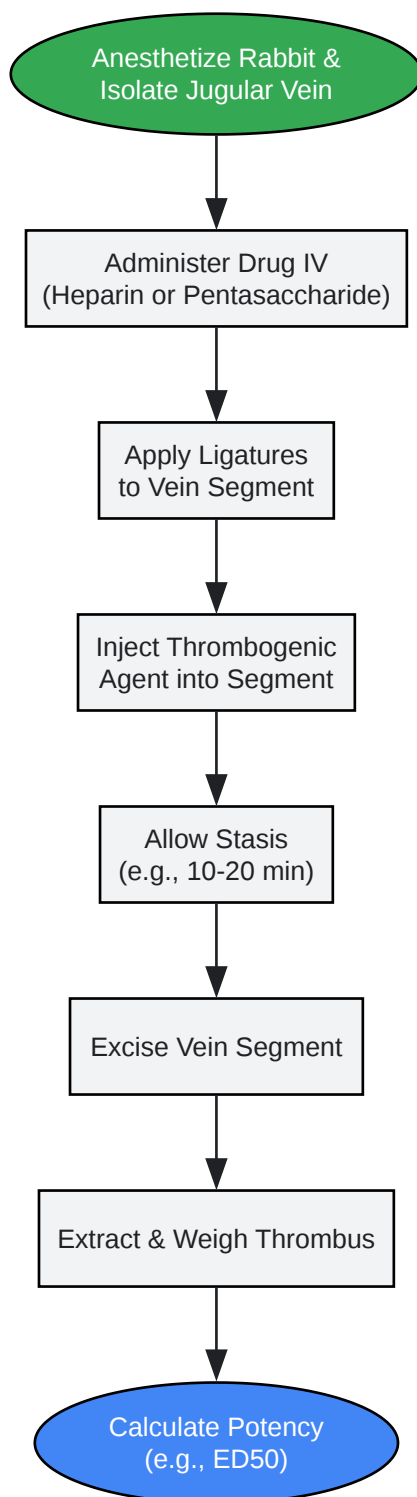 Anesthetize Rabbit &
Isolate Jugular Vein
Administer Drug IV
(Heparin or Pentasaccharide)
Apply Ligatures
to Vein Segment
Inject Thrombogenic
Agent into Segment
Allow Stasis
(e.g., 10-20 min)
Excise Vein Segment
Extract & Weigh Thrombus
Calculate Potency
(e.g., ED50)